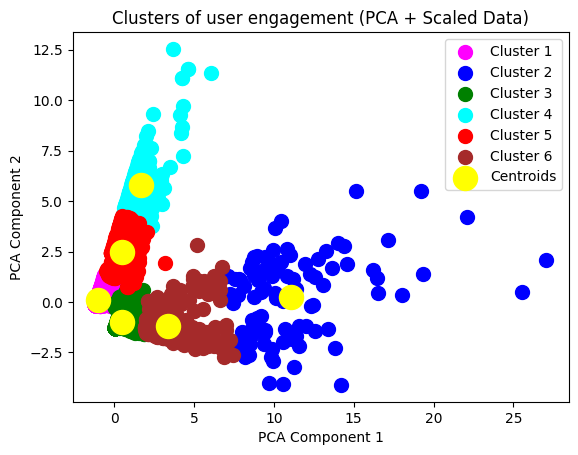 Clusters of user engagement (PCA + Scaled Data)
Cluster 1
Cluster 2
Cluster 3
Cluster 4
Cluster 5
Cluster 6
Centroids
PCA Component 2
12.5
10.0
7.5
5.0
2.5
0.0
−2.5
0
5
10
15
20
25
PCA Component 1